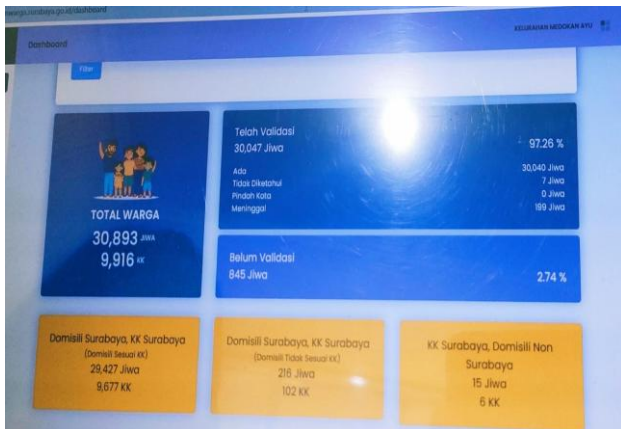 Dashboard
KELURAHAN MEDOKAN AYU
Filter
TOTAL WARGA
30,893 JIWA
9,916 KK
Telah Validasi
30,047 Jiwa
97.26 %
Ada
30,040 Jiwa
Tidak Diketahui
7 Jiwa
Pindah Kota
0 Jiwa
Meninggal
199 Jiwa
Belum Validasi
845 Jiwa
2.74 %
Domisili Surabaya, KK Surabaya
(Domisili Sesuai KK)
29,427 Jiwa
9,677 KK
Domisili Surabaya, KK Surabaya
(Domisili Tidak Sesuai KK)
216 Jiwa
102 KK
KK Surabaya, Domisili Non
Surabaya
15 Jiwa
6 KK